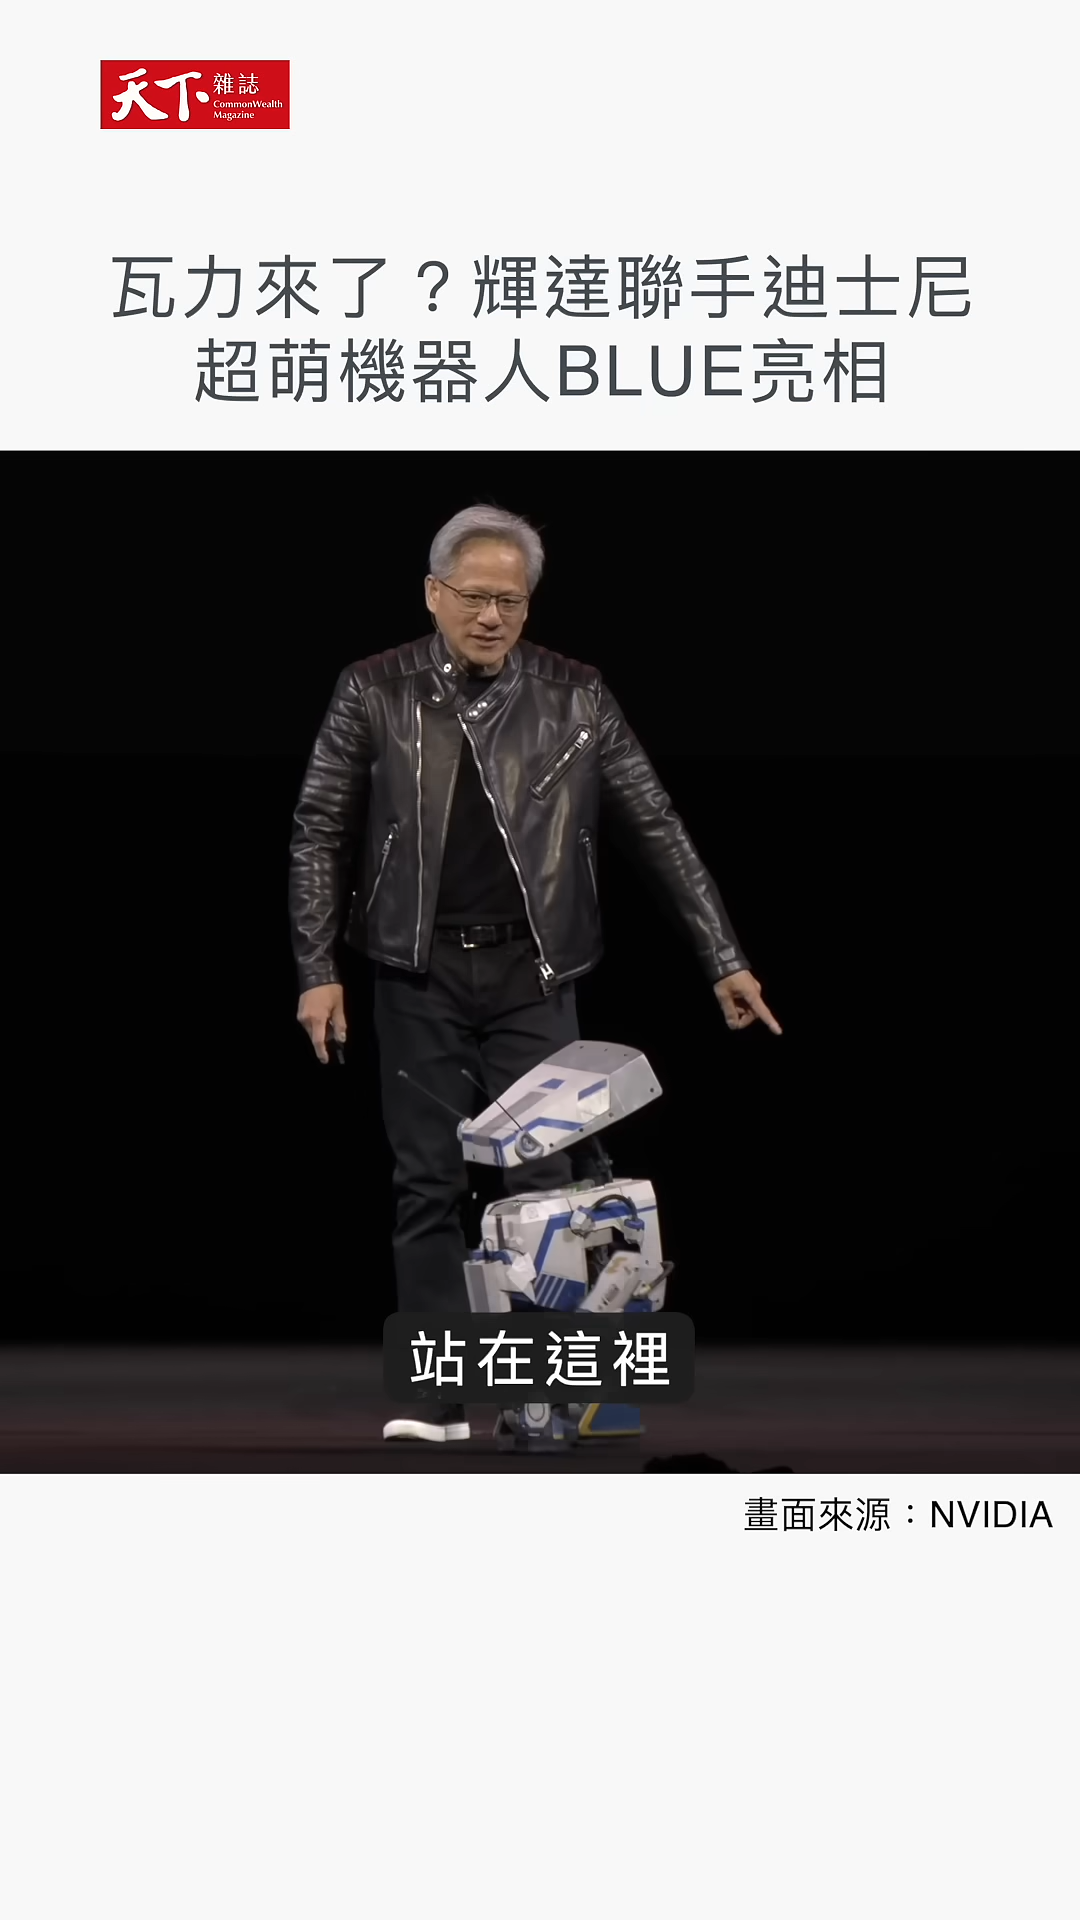 天下雜誌
CommonWealth
Magazine
瓦力來了？輝達聯手迪士尼
超萌機器人BLUE亮相
站在這裡
畫面來源：NVIDIA